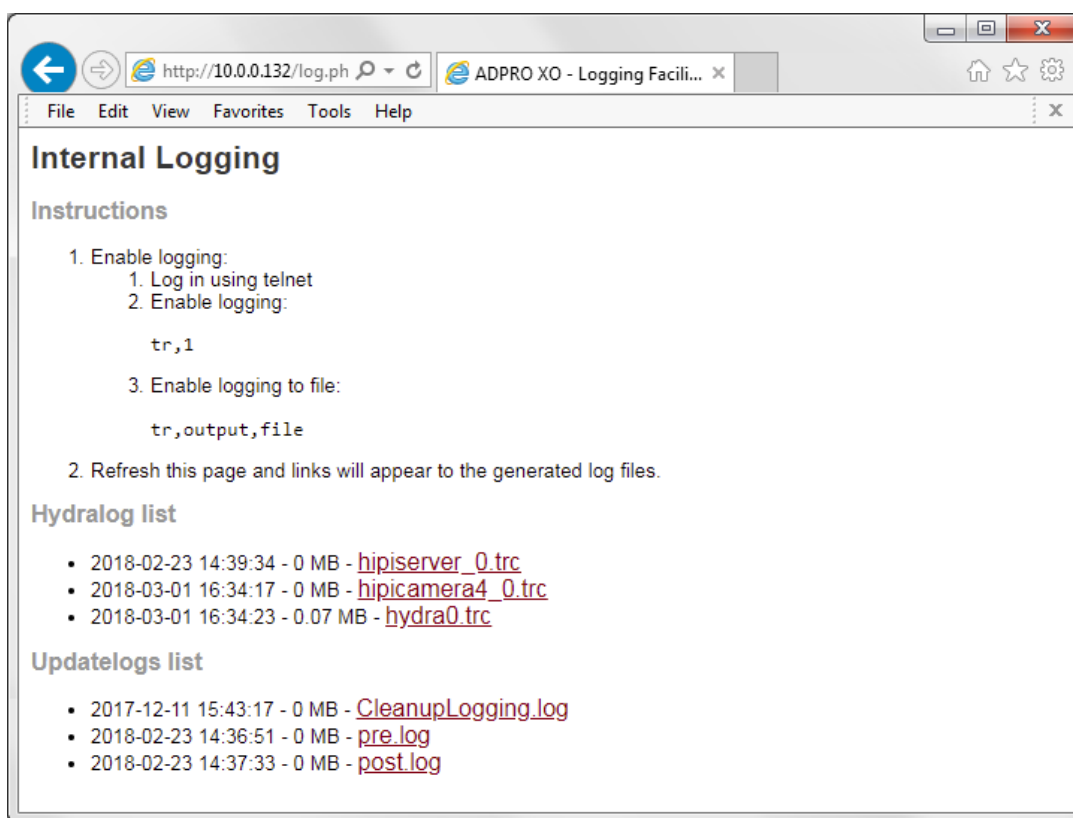 http://10.0.0.132/log.ph
ADPRO XO - Logging Facili...
File Edit View Favorites Tools Help
Internal Logging
Instructions
1. Enable logging:
1. Log in using telnet
2. Enable logging:
tr,1
3. Enable logging to file:
tr,output,file
2. Refresh this page and links will appear to the generated log files.
Hydralog list
• 2018-02-23 14:39:34 - 0 MB - hipiserver_0.trc
• 2018-03-01 16:34:17 - 0 MB - hipicamera4_0.trc
• 2018-03-01 16:34:23 - 0.07 MB - hydra0.trc
Updatelogs list
• 2017-12-11 15:43:17 - 0 MB - CleanupLogging.log
• 2018-02-23 14:36:51 - 0 MB - pre.log
• 2018-02-23 14:37:33 - 0 MB - post.log